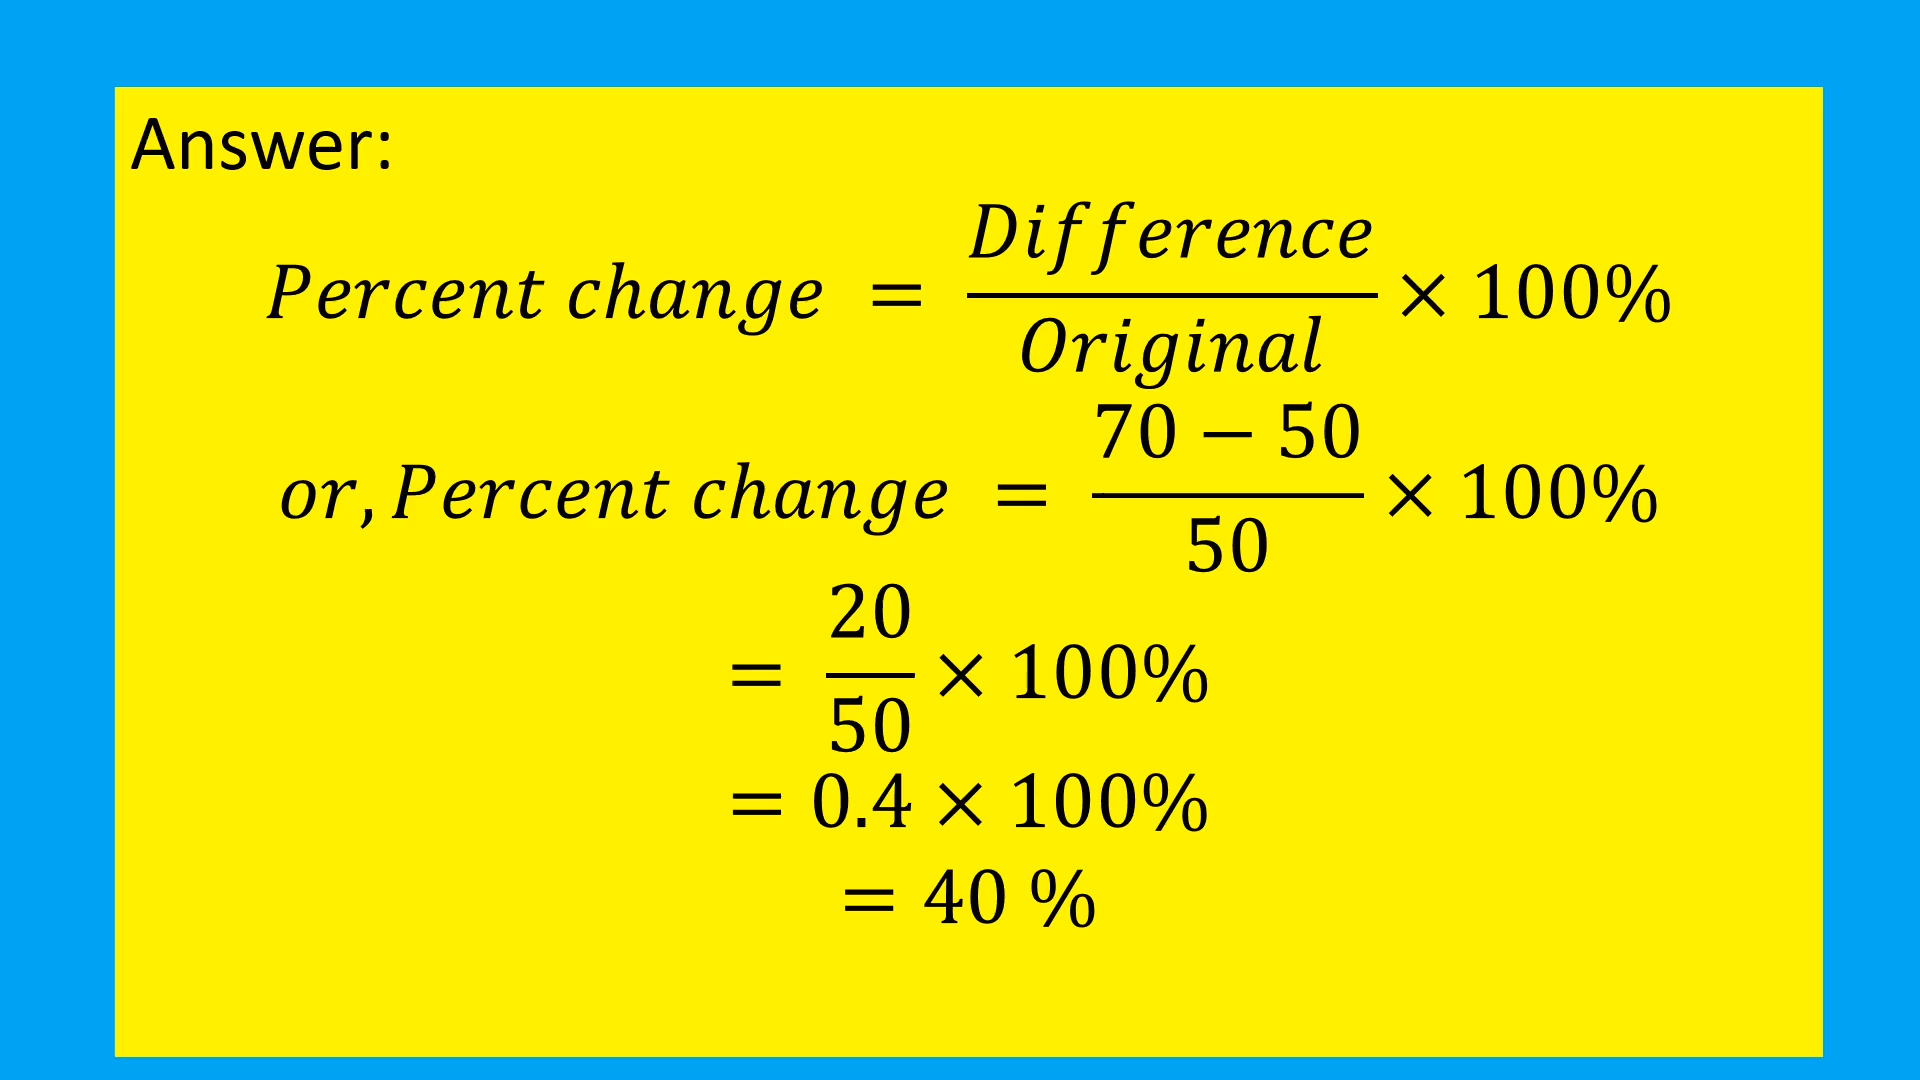 Answer:
Percent change = Difference / Original × 100%
or, Percent change = 70 − 50 / 50 × 100%
= 20 / 50 × 100%
= 0.4 × 100%
= 40 %